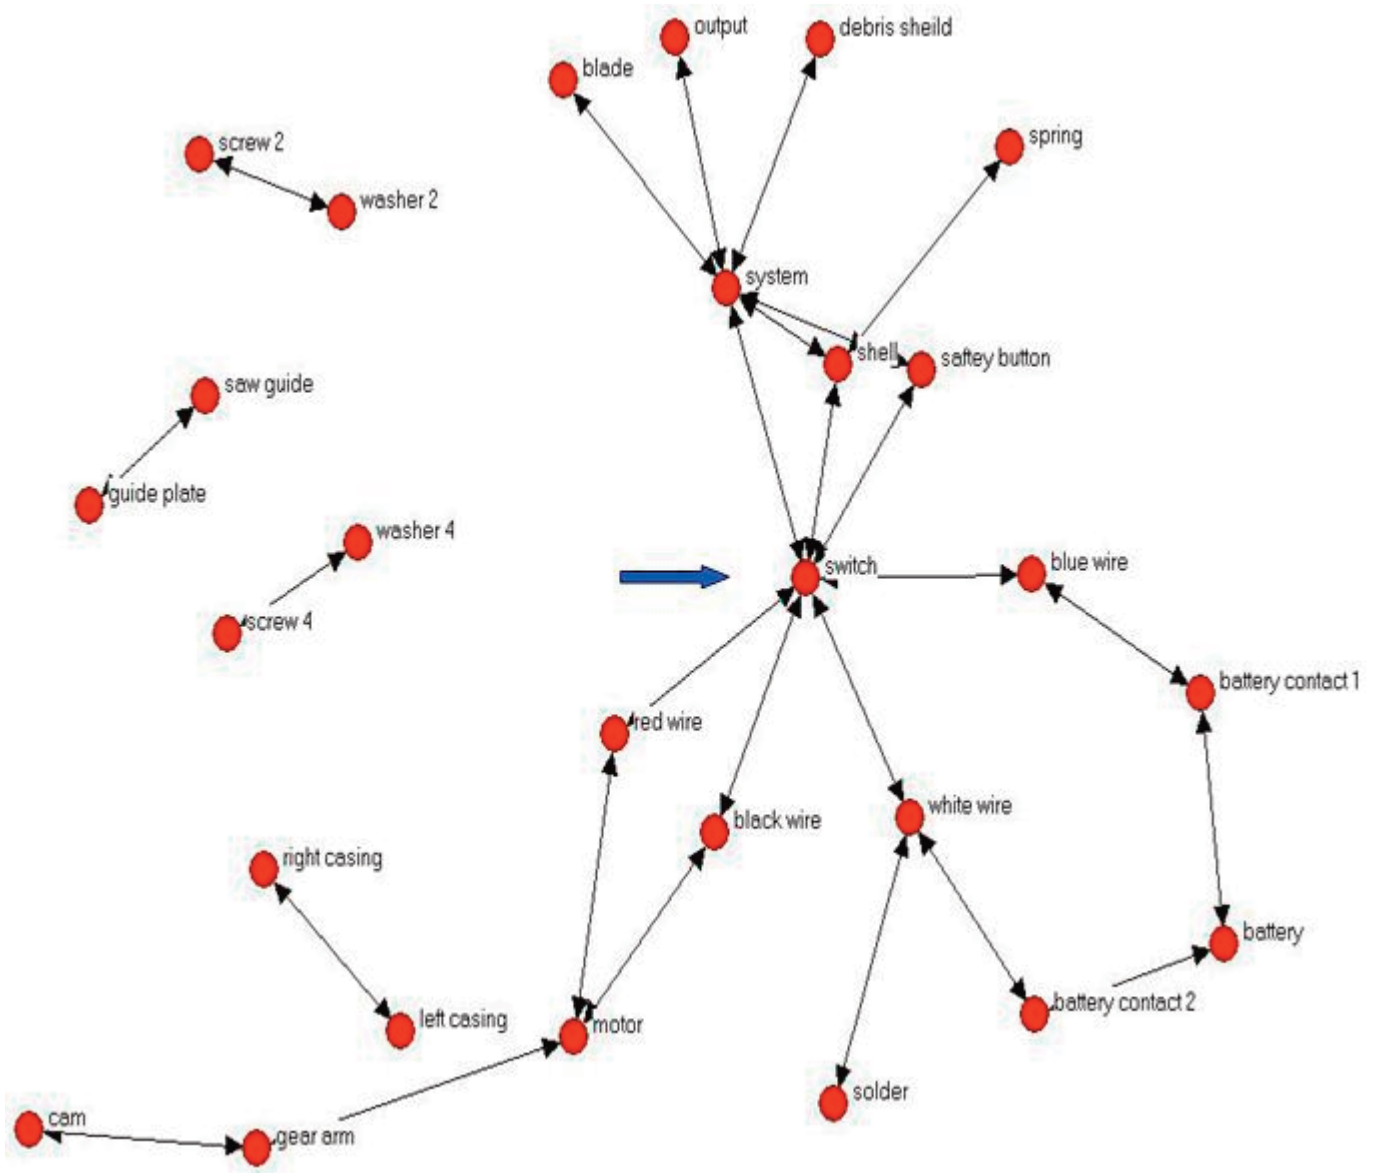 output
debris sheild
blade
spring
screw 2
washer 2
system
shell
saftey button
saw guide
guide plate
washer 4
screw 4
switch
blue wire
battery contact 1
red wire
black wire
white wire
right casing
battery
battery contact 2
left casing
motor
solder
cam
gear arm